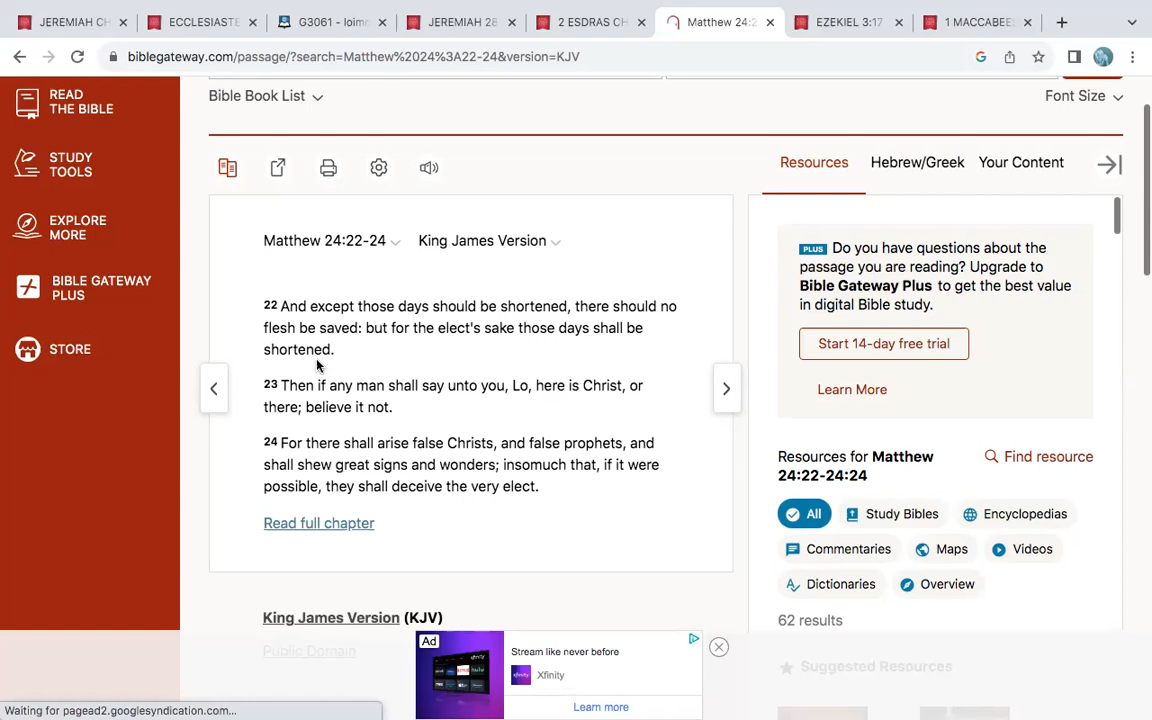 JEREMIAH CH
ECCLESIASTE
G3061 - loimo
JEREMIAH 28
2 ESDRAS CH
Matthew 24:2
EZEKIEL 3:17
1 MACCABEES
biblegateway.com/passage/?search=Matthew%2024%3A22-24&version=KJV
READ
THE BIBLE
STUDY
TOOLS
EXPLORE
MORE
BIBLE GATEWAY
PLUS
STORE
Bible Book List
Font Size
Resources
Hebrew/Greek
Your Content
Matthew 24:22-24
King James Version
22 And except those days should be shortened, there should no
flesh be saved: but for the elect's sake those days shall be
shortened.
23 Then if any man shall say unto you, Lo, here is Christ, or
there; believe it not.
24 For there shall arise false Christs, and false prophets, and
shall shew great signs and wonders; insomuch that, if it were
possible, they shall deceive the very elect.
Read full chapter
King James Version (KJV)
Public Domain
PLUS Do you have questions about the
passage you are reading? Upgrade to
Bible Gateway Plus to get the best value
in digital Bible study.
Start 14-day free trial
Learn More
Resources for Matthew
24:22-24:24
Find resource
All
Study Bibles
Encyclopedias
Commentaries
Maps
Videos
Dictionaries
Overview
62 results
Suggested Resources
Ad
Stream like never before
Xfinity
Learn more
Waiting for pagead2.googlesyndication.com...